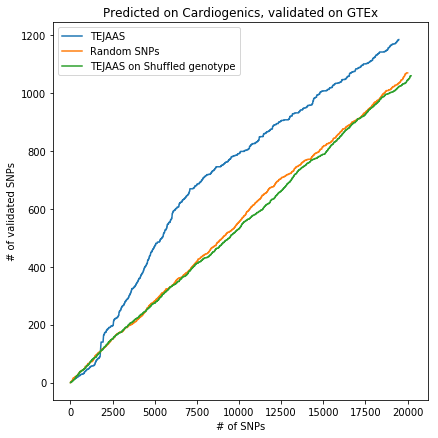 Predicted on Cardiogenics, validated on GTEx
TEJAAS
Random SNPs
TEJAAS on Shuffled genotype
# of validated SNPs
1200
1000
800
600
400
200
0
0 2500 5000 7500 10000 12500 15000 17500 20000
# of SNPs